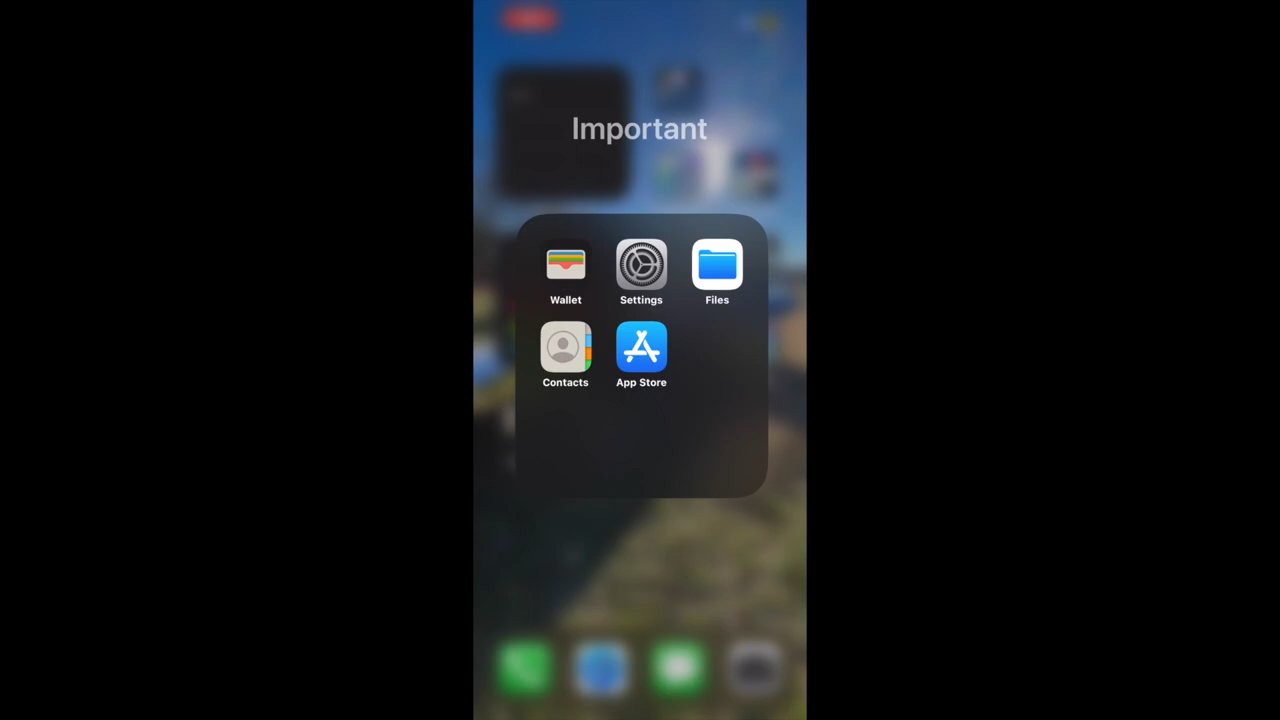 Important
Wallet
Settings
Files
Contacts
App Store